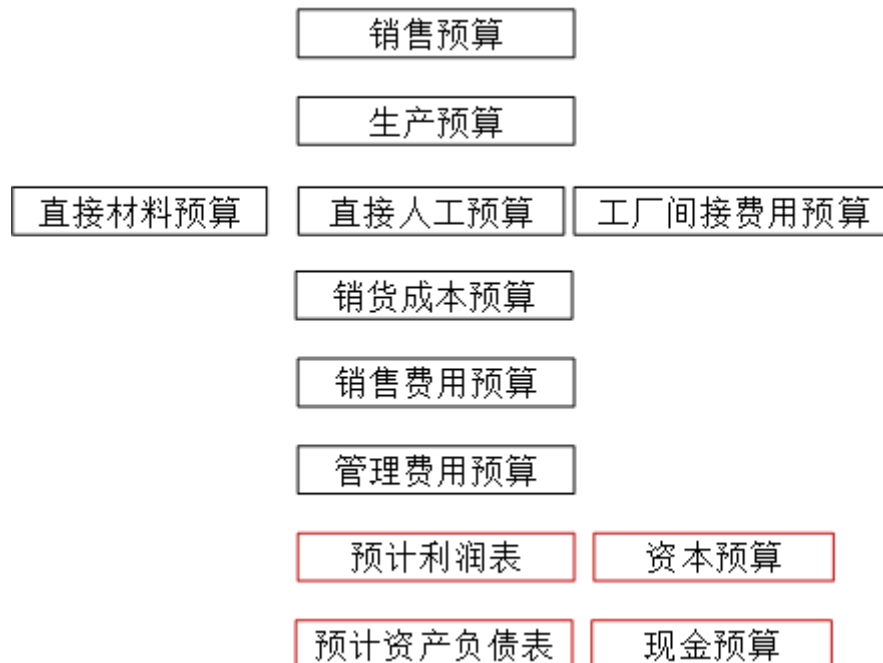 销售预算
生产预算
直接材料预算 直接人工预算 工厂间接费用预算
销货成本预算
销售费用预算
管理费用预算
预计利润表 资本预算
预计资产负债表 现金预算